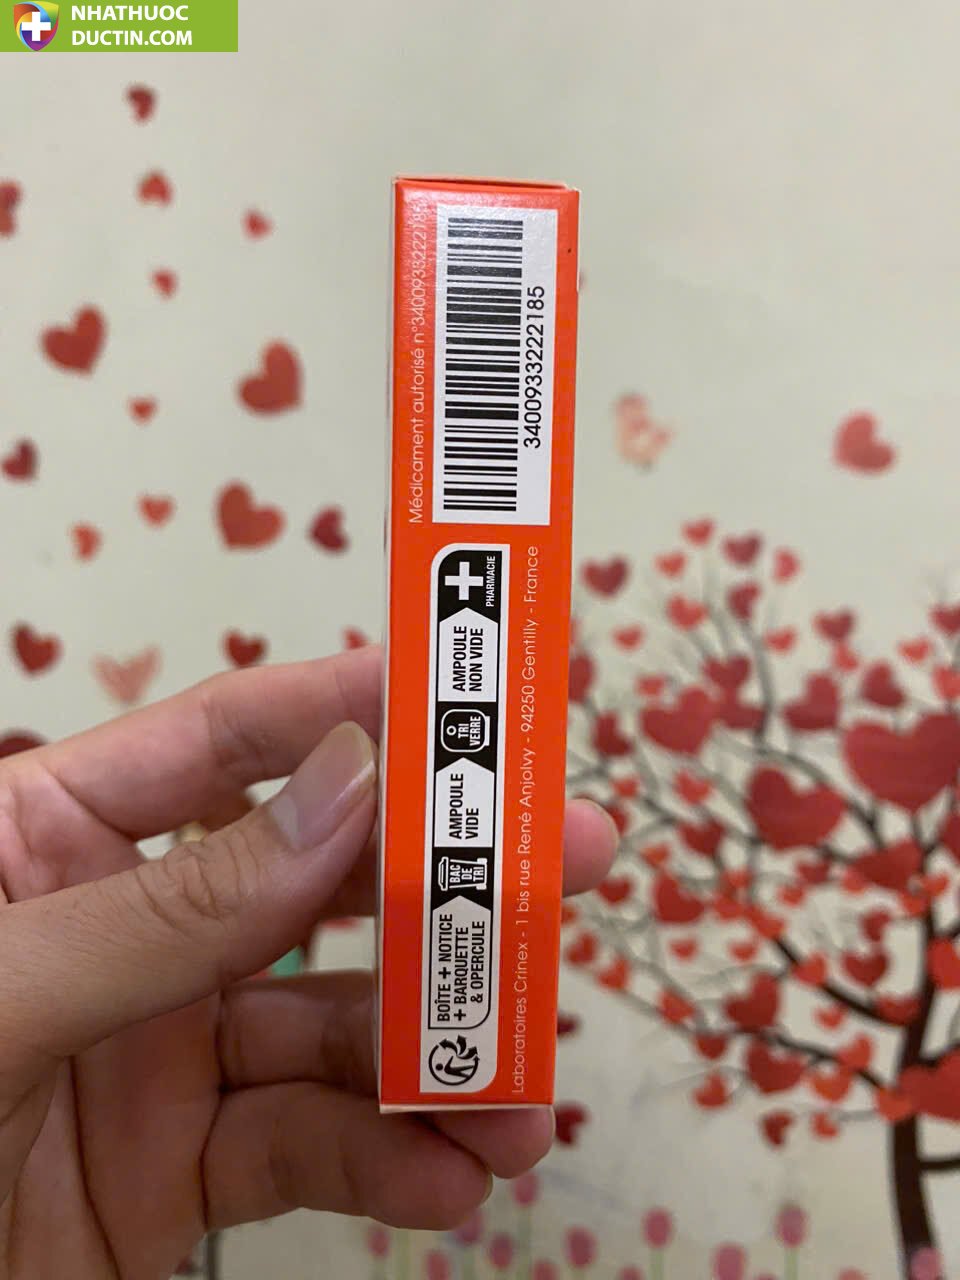 NHATHUOC
DUCTIN.COM
Médicament autorisé n°3400933222185
3400933222185
BOÎTE + NOTICE
+ BARQUETTE
& OPERCULE
BAC
DE
TRI
AMPOULE
VIDE
TRI
VERRE
AMPOULE
NON VIDE
PHARMACIE
Laboratoires Crinex - 1 bis rue René Anjolvy - 94250 Gentilly - France